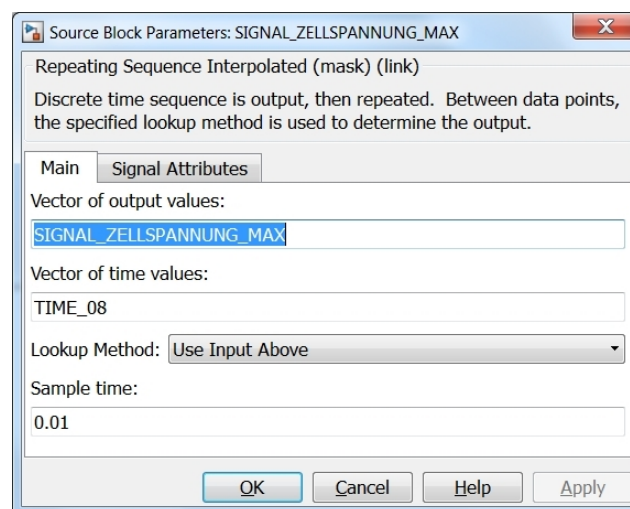 Source Block Parameters: SIGNAL_ZELLSPANNUNG_MAX
Repeating Sequence Interpolated (mask) (link)
Discrete time sequence is output, then repeated. Between data points,
the specified lookup method is used to determine the output.
Main Signal Attributes
Vector of output values:
SIGNAL_ZELLSPANNUNG_MAX
Vector of time values:
TIME_08
Lookup Method: Use Input Above
Sample time:
0.01
OK Cancel Help Apply